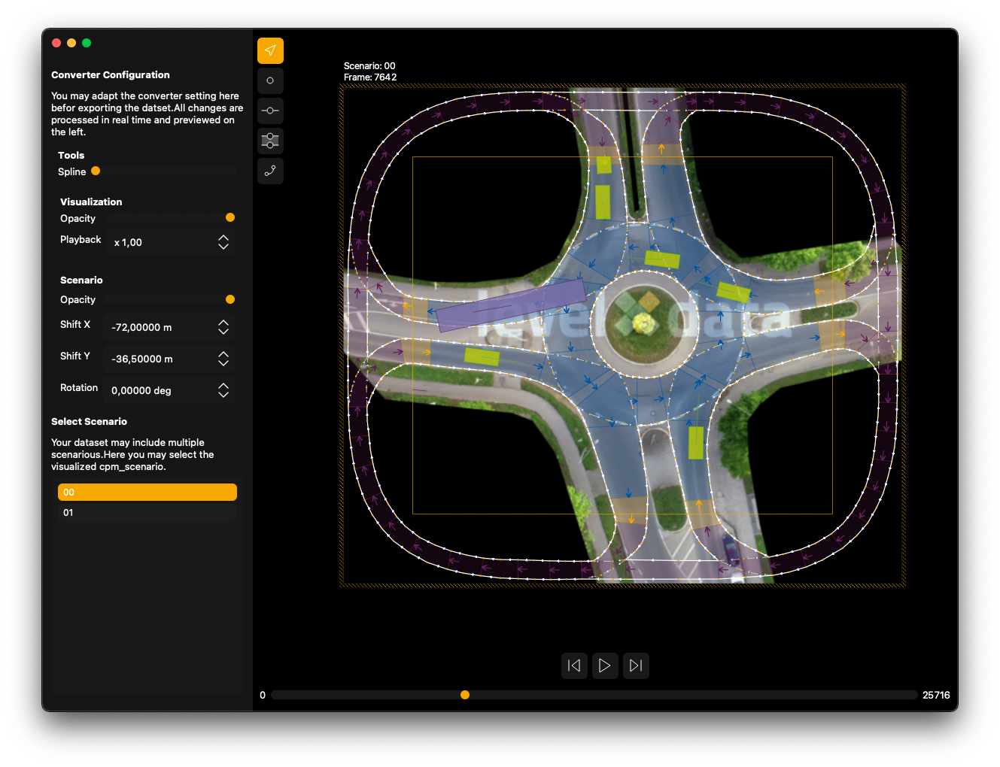 Converter Configuration
You may adapt the converter setting here
befor exporting the datset.All changes are
processed in real time and previewed on
the left.
Tools
Spline
Visualization
Opacity
Playback
x 1,00
Scenario
Opacity
Shift X
-72,00000 m
Shift Y
-36,50000 m
Rotation
0,00000 deg
Select Scenario
Your dataset may include multiple
scenarious.Here you may select the
visualized cpm_scenario.
00
01
Scenario: 00
Frame: 7642
level data
0
25716